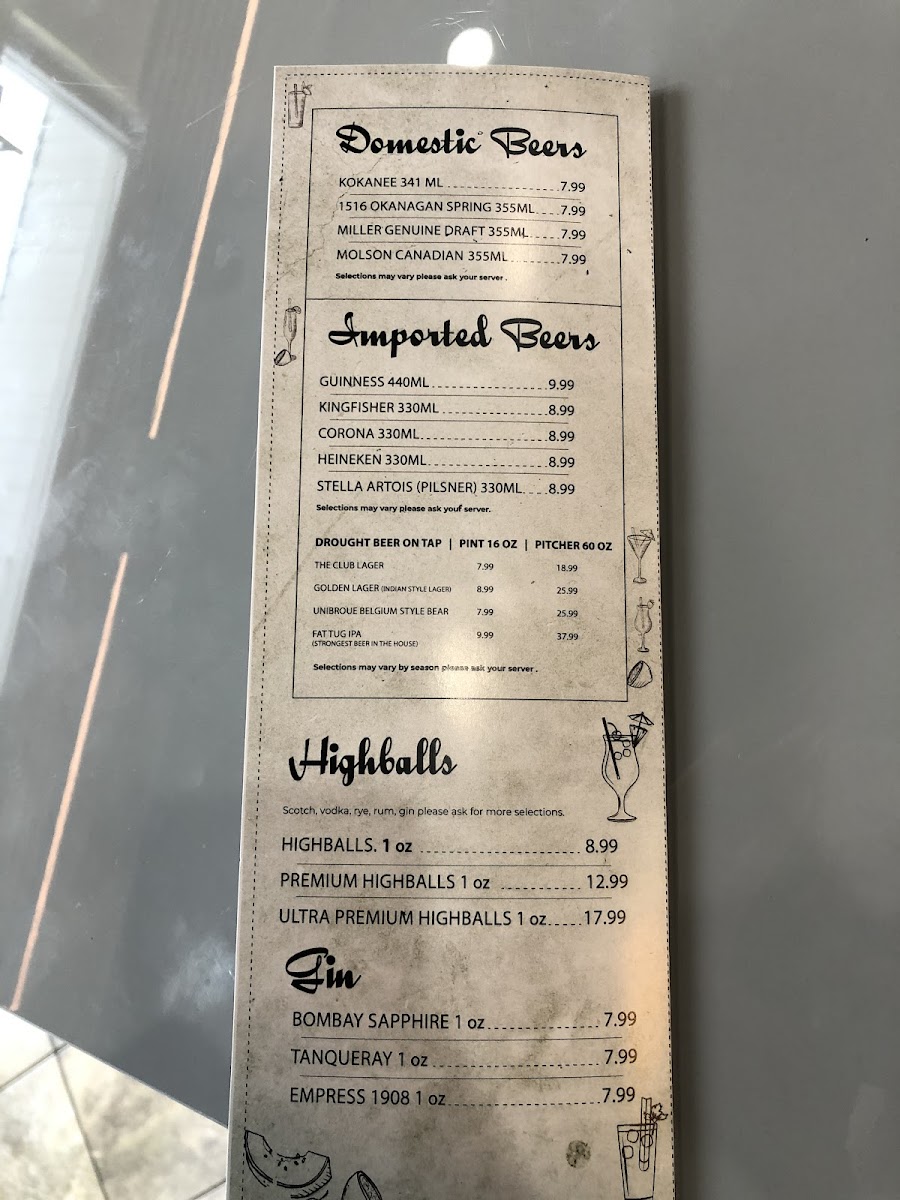 Domestic Beers
KOKANEE 341 ML 7.99
1516 OKANAGAN SPRING 355ML 7.99
MILLER GENUINE DRAFT 355ML 7.99
MOLSON CANADIAN 355ML 7.99
Selections may vary please ask your server .
Imported Beers
GUINNESS 440ML 9.99
KINGFISHER 330ML 8.99
CORONA 330ML 8.99
HEINEKEN 330ML 8.99
STELLA ARTOIS (PILSNER) 330ML 8.99
Selections may vary please ask your server.
DROUGHT BEER ON TAP | PINT 16 OZ | PITCHER 60 OZ
THE CLUB LAGER 7.99 18.99
GOLDEN LAGER (INDIAN STYLE LAGER) 8.99 25.99
UNIBROUE BELGIUM STYLE BEAR 7.99 25.99
FAT TUG IPA 9.99 37.99
(STRONGEST BEER IN THE HOUSE)
Selections may vary by season please ask your server .
Highballs
Scotch, vodka, rye, rum, gin please ask for more selections.
HIGHBALLS. 1 oz 8.99
PREMIUM HIGHBALLS 1 oz 12.99
ULTRA PREMIUM HIGHBALLS 1 oz 17.99
Gin
BOMBAY SAPPHIRE 1 oz 7.99
TANQUERAY 1 oz 7.99
EMPRESS 1908 1 oz 7.99